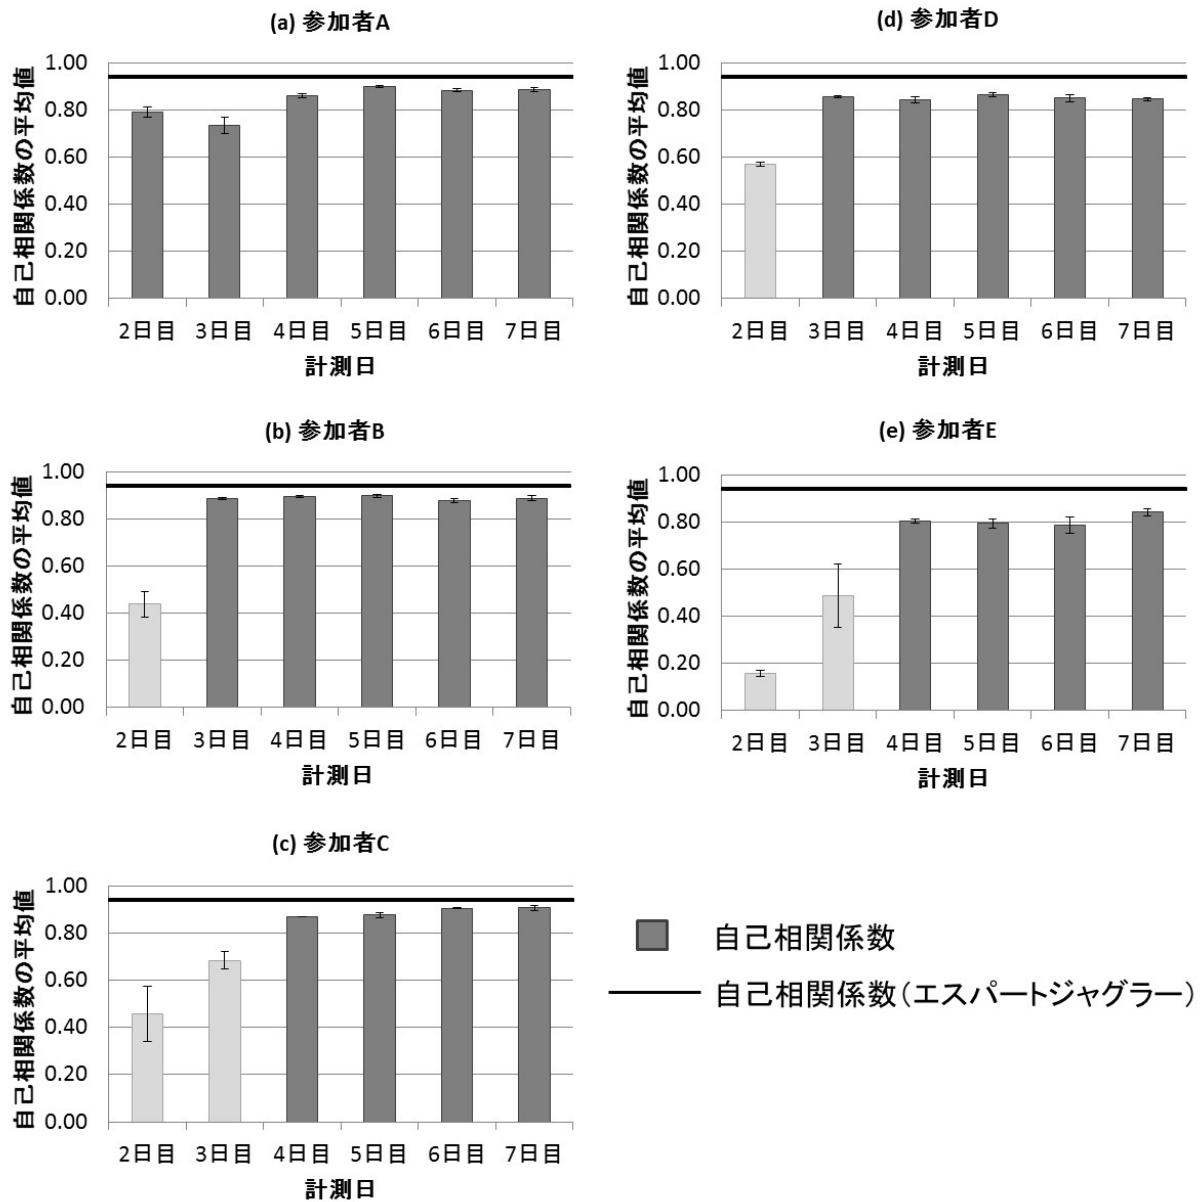 (a) 参加者A
自己相関係数の平均値
1.00
0.80
0.60
0.40
0.20
0.00
2日目 3日目 4日目 5日目 6日目 7日目
計測日
(b) 参加者B
自己相関係数の平均値
1.00
0.80
0.60
0.40
0.20
0.00
2日目 3日目 4日目 5日目 6日目 7日目
計測日
(c) 参加者C
自己相関係数の平均値
1.00
0.80
0.60
0.40
0.20
0.00
2日目 3日目 4日目 5日目 6日目 7日目
計測日
(d) 参加者D
自己相関係数の平均値
1.00
0.80
0.60
0.40
0.20
0.00
2日目 3日目 4日目 5日目 6日目 7日目
計測日
(e) 参加者E
自己相関係数の平均値
1.00
0.80
0.60
0.40
0.20
0.00
2日目 3日目 4日目 5日目 6日目 7日目
計測日
自己相関係数
自己相関係数（エスパートジャグラー）